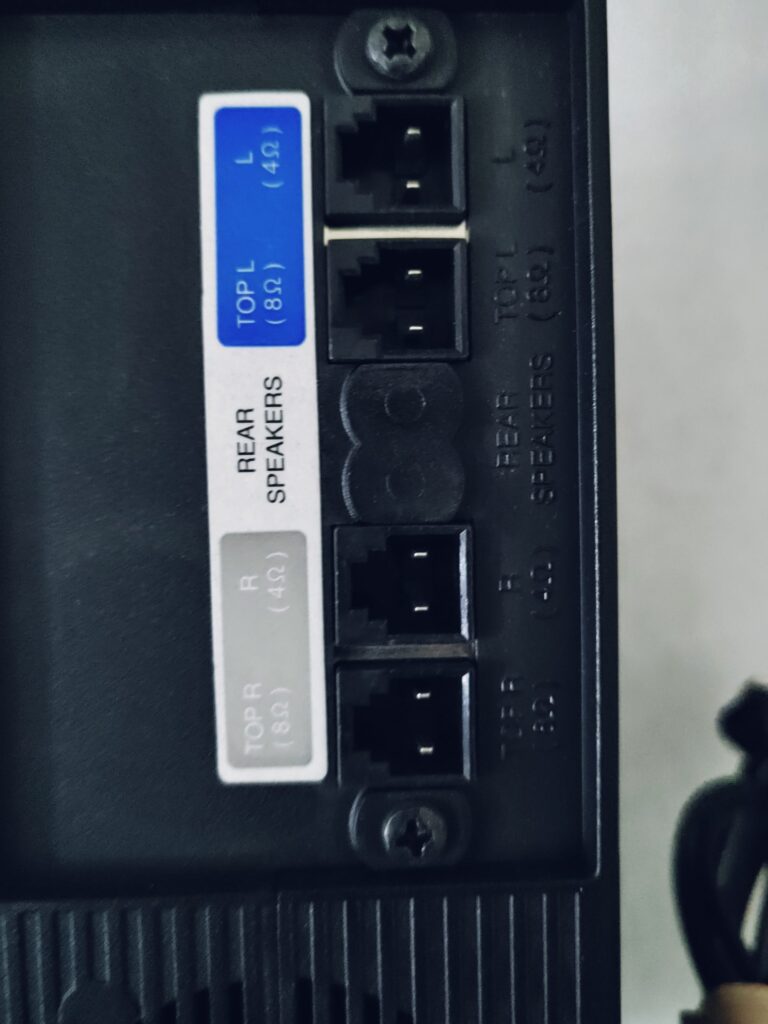 TOP R
(8Ω)
R
(4Ω)
REAR
SPEAKERS
TOP L
(8Ω)
L
(4Ω)
TOP R
(8Ω)
R
(4Ω)
REAR
SPEAKERS
TOP L
(8Ω)
L
(4Ω)